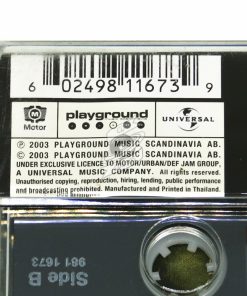 6 02498 11673 9
Motor playground UNIVERSAL
℗ 2003 PLAYGROUND MUSIC SCANDINAVIA AB.
© 2003 PLAYGROUND MUSIC SCANDINAVIA AB.
UNDER EXCLUSIVE LICENCE TO MOTOR/URBAN/DEF JAM GROUP,
A UNIVERSAL MUSIC COMPANY. All rights reserved.
Unauthorised copying, reproduction, hiring, lending, public performance
and broadcasting prohibited. Manufactured and Printed in Thailand.
Side B
981 1673